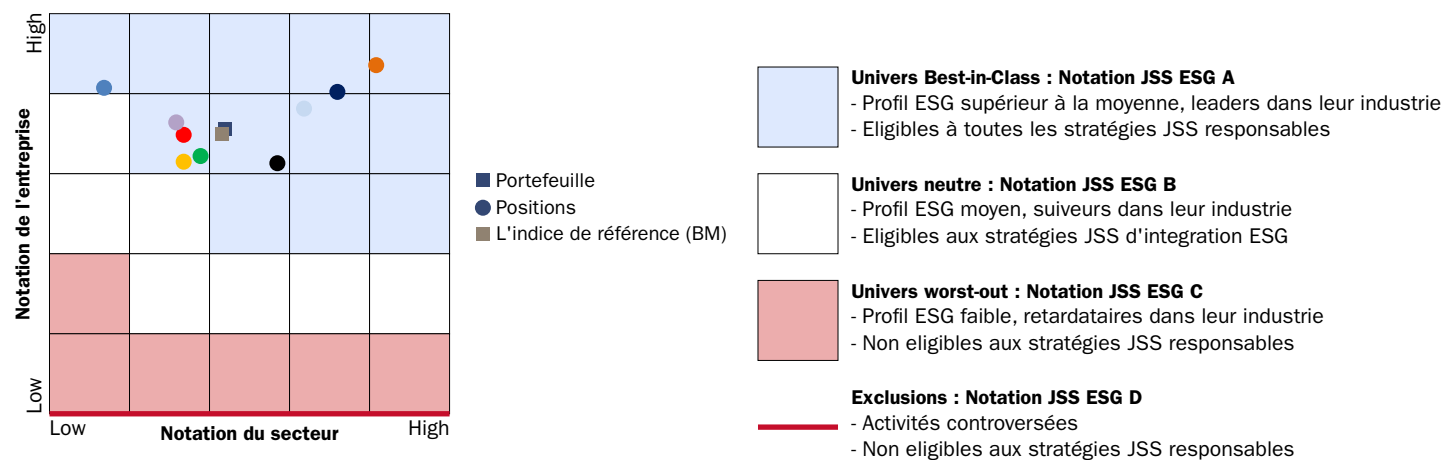 High
Notation de l'entreprise
Low
Low
Notation du secteur
High
Portefeuille
Positions
L'indice de référence (BM)
Univers Best-in-Class : Notation JSS ESG A
- Profil ESG supérieur à la moyenne, leaders dans leur industrie
- Eligibles à toutes les stratégies JSS responsables
Univers neutre : Notation JSS ESG B
- Profil ESG moyen, suiveurs dans leur industrie
- Eligibles aux stratégies JSS d'integration ESG
Univers worst-out : Notation JSS ESG C
- Profil ESG faible, retardataires dans leur industrie
- Non eligibles aux stratégies JSS responsables
Exclusions : Notation JSS ESG D
- Activités controversées
- Non eligibles aux stratégies JSS responsables